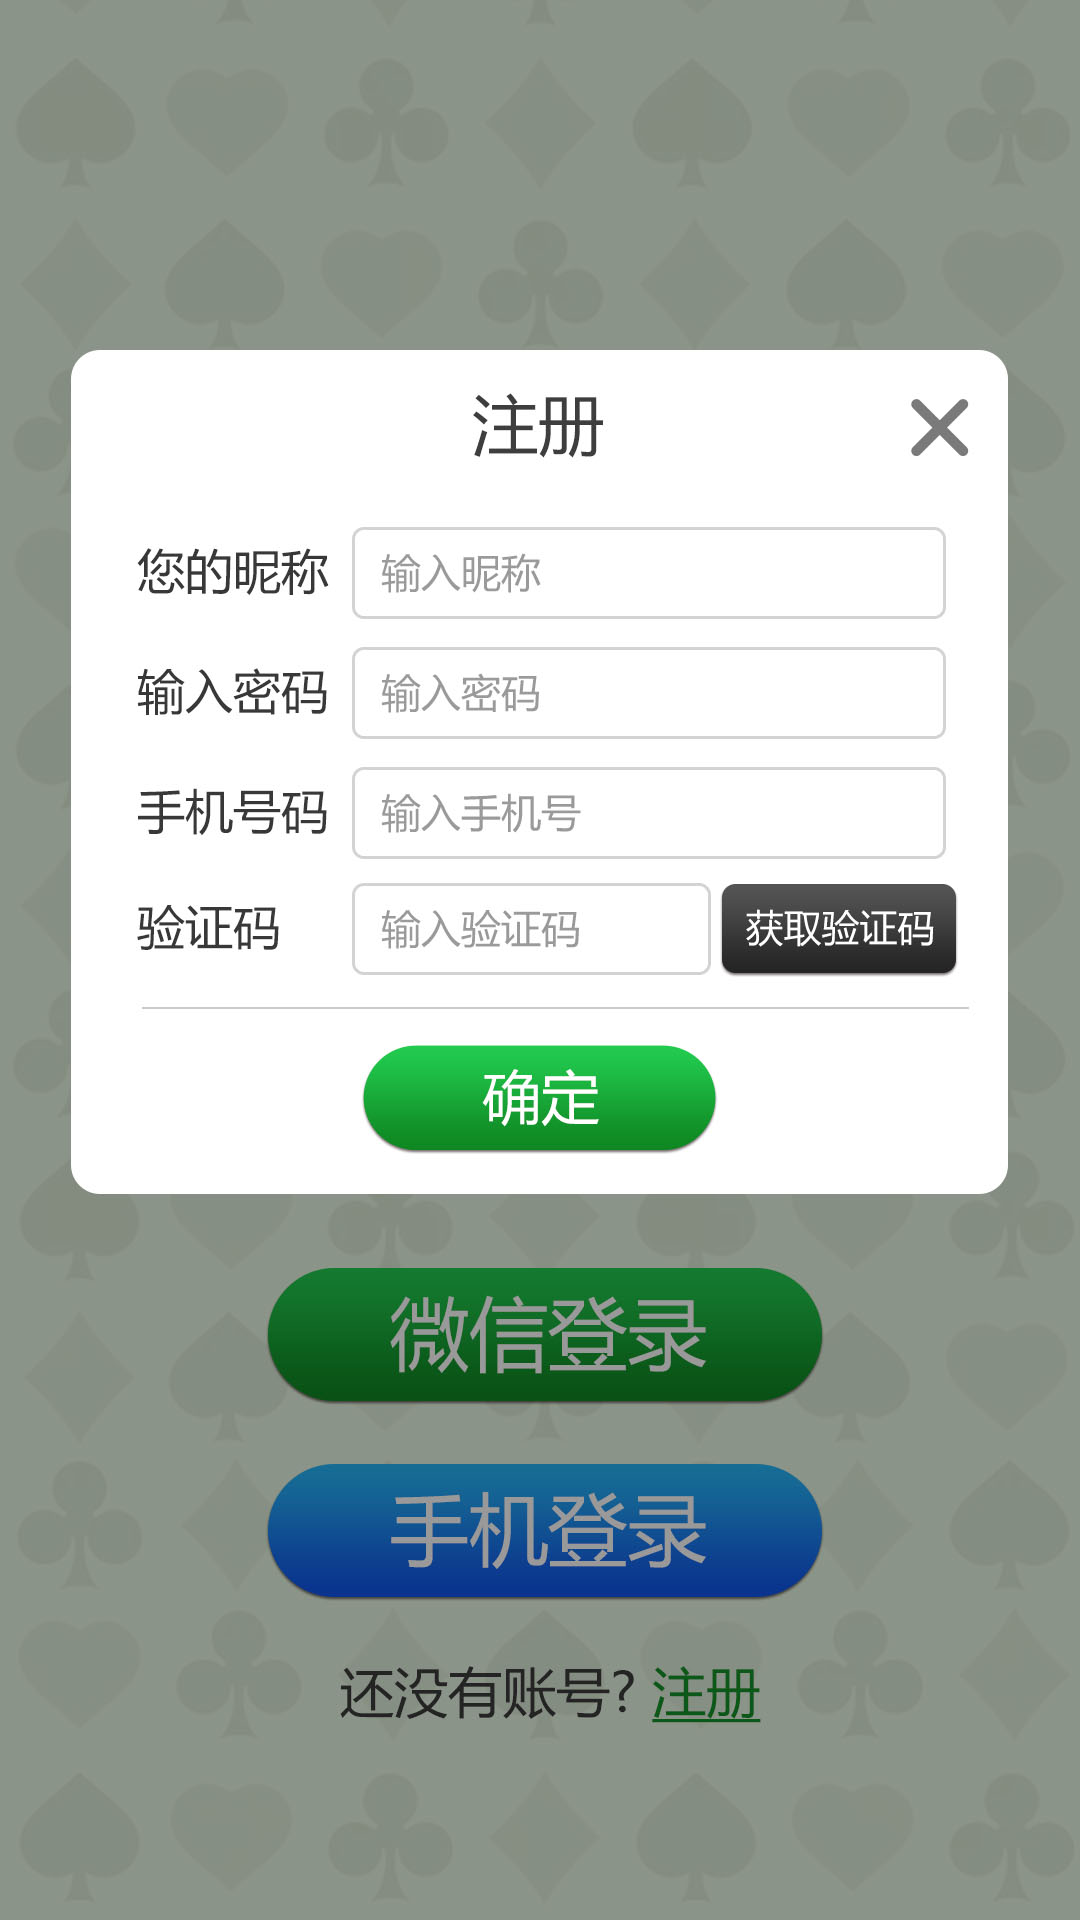 注册
您的昵称 输入昵称
输入密码 输入密码
手机号码 输入手机号
验证码 输入验证码 获取验证码
确定
微信登录
手机登录
还没有账号? 注册